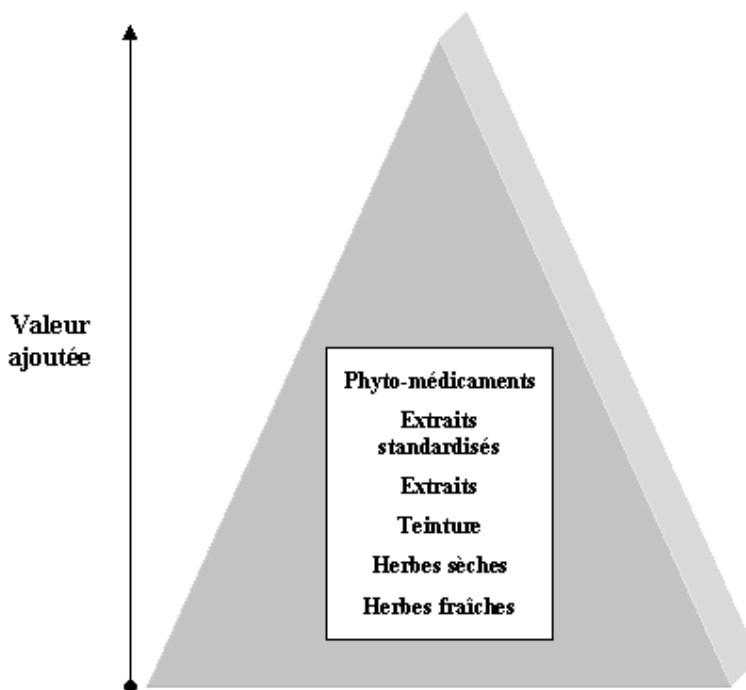 Valeur
ajoutée
Phyto-médicaments
Extraits
standardisés
Extraits
Teinture
Herbes sèches
Herbes fraîches